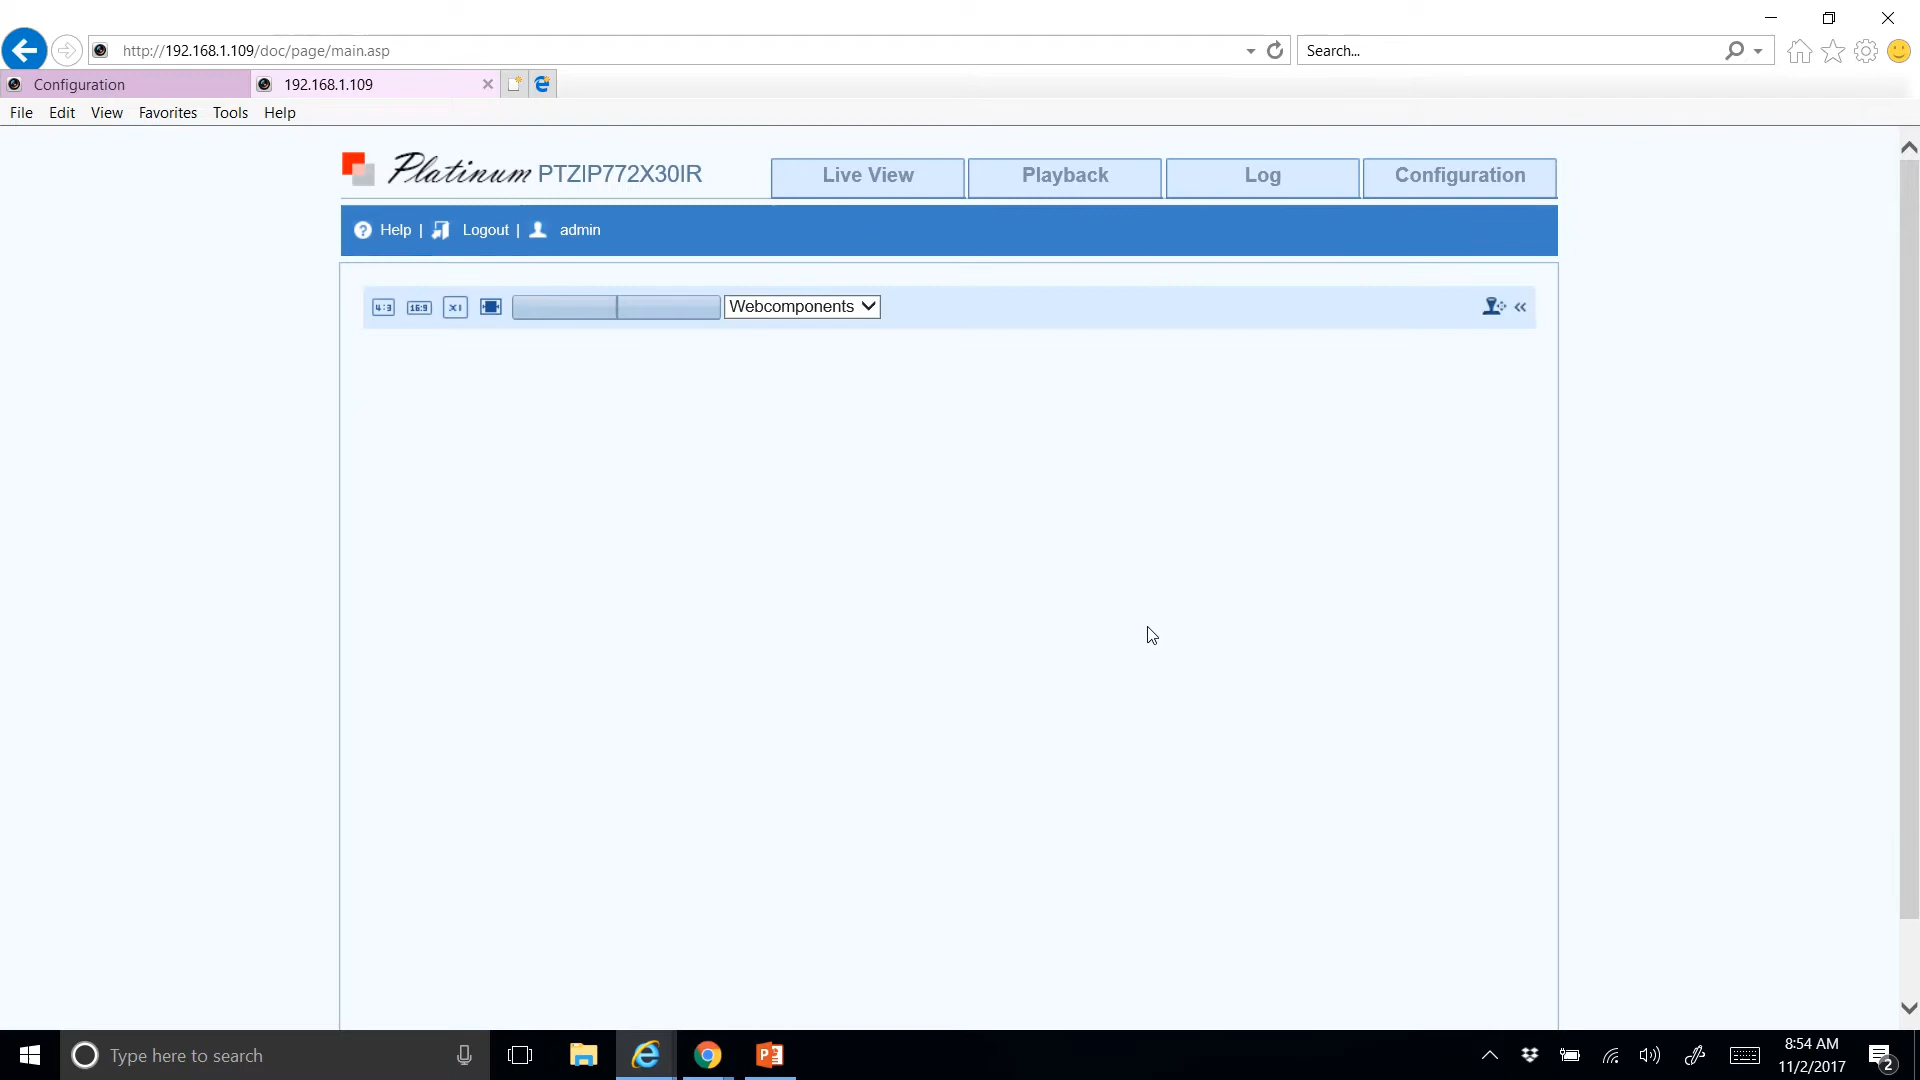 http://192.168.1.109/doc/page/main.asp
Search...
Configuration
192.168.1.109
File Edit View Favorites Tools Help
Platinum PTZIP772X30IR
Live View
Playback
Log
Configuration
Help | Logout | admin
4:3
16:9
X1
Webcomponents
Type here to search
8:54 AM
11/2/2017
2